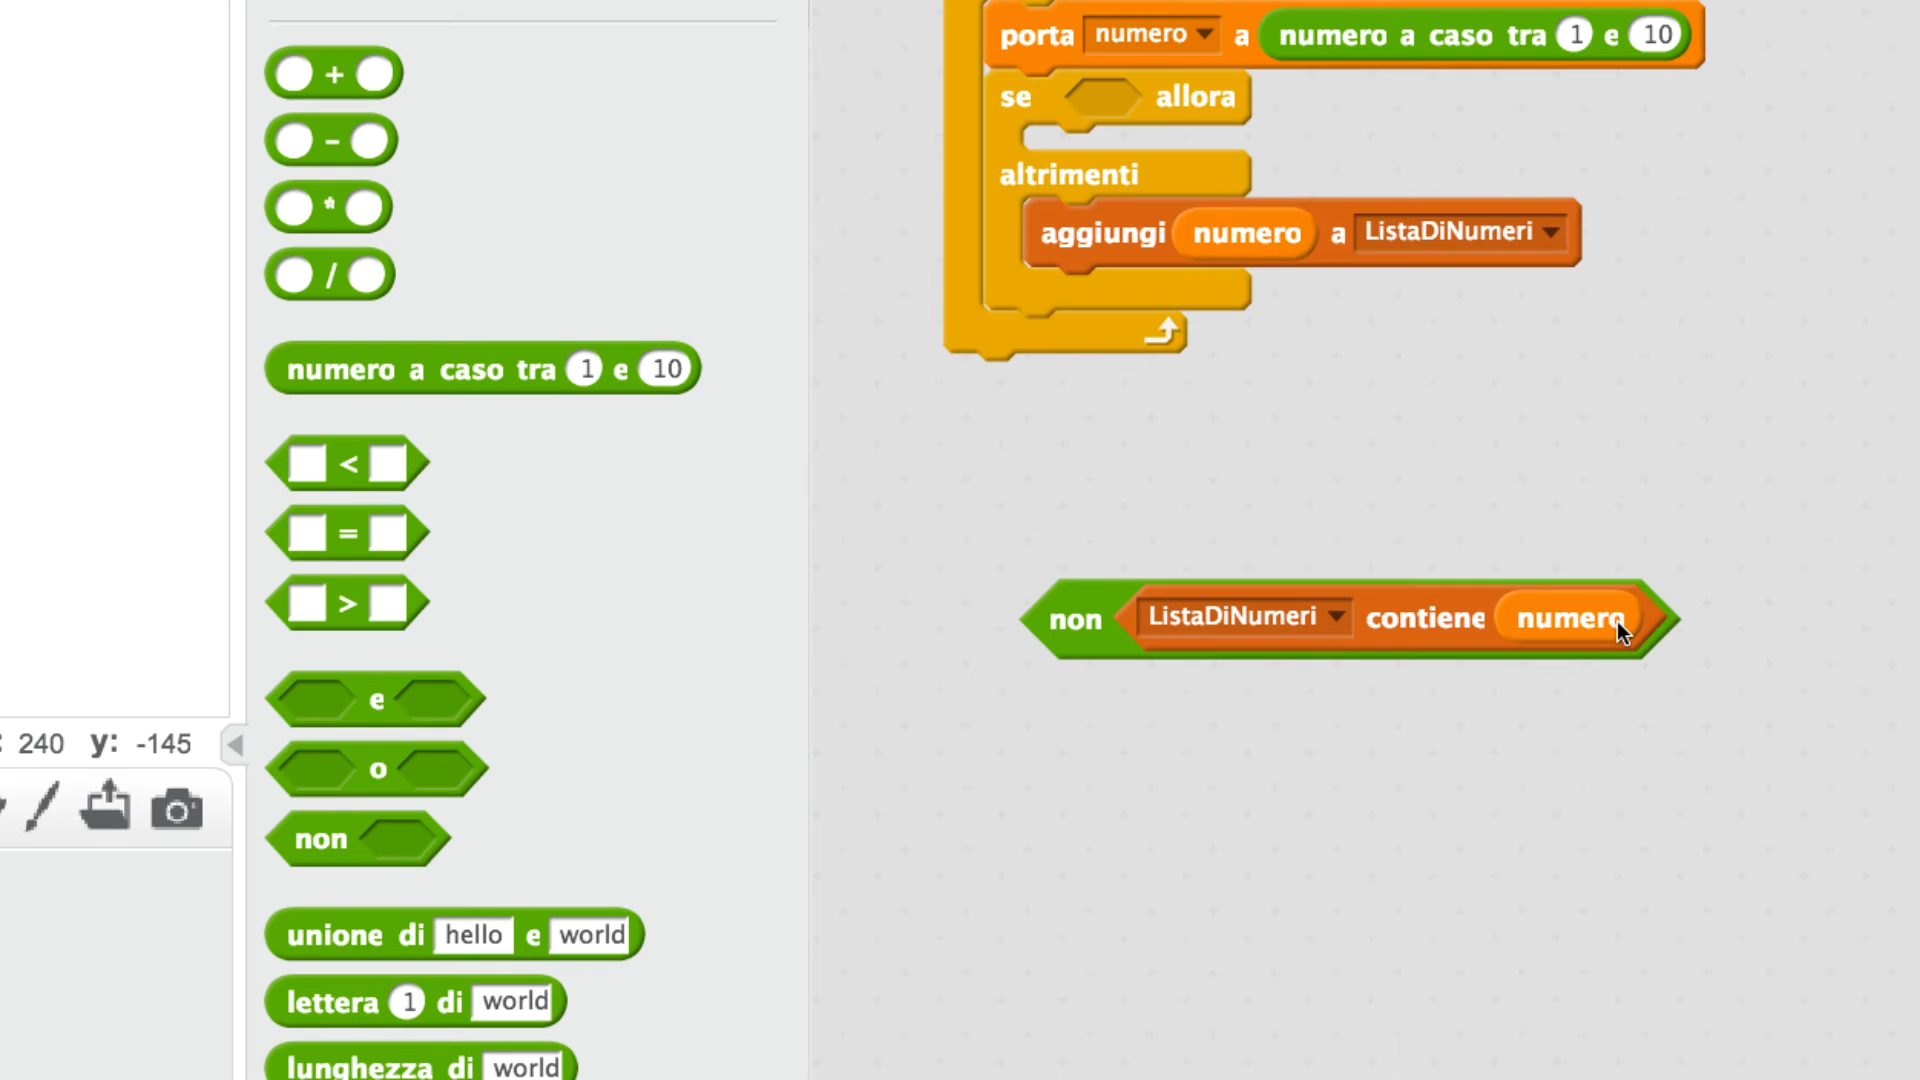 +
-
*
/
numero a caso tra 1 e 10
<
=
>
e
o
non
unione di hello e world
lettera 1 di world
lunghezza di world
: 240 y: -145
porta numero a numero a caso tra 1 e 10
se allora
altrimenti
aggiungi numero a ListaDiNumeri
non ListaDiNumeri contiene numero